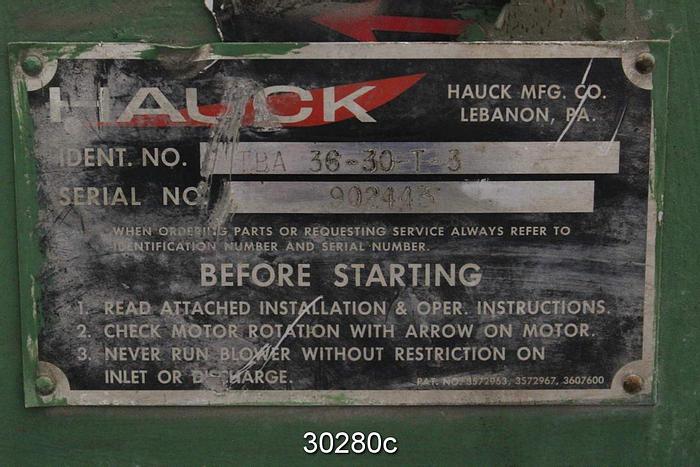 HAUCK
HAUCK MFG. CO.
LEBANON, PA.
IDENT. NO. TBA 36-30-T-3
SERIAL NO.
WHEN ORDERING PARTS OR REQUESTING SERVICE ALWAYS REFER TO
IDENTIFICATION NUMBER AND SERIAL NUMBER.
BEFORE STARTING
1. READ ATTACHED INSTALLATION & OPER. INSTRUCTIONS.
2. CHECK MOTOR ROTATION WITH ARROW ON MOTOR.
3. NEVER RUN BLOWER WITHOUT RESTRICTION ON
INLET OR DISCHARGE.
PAT. NO. 3572963, 3572967, 3607600
30280c